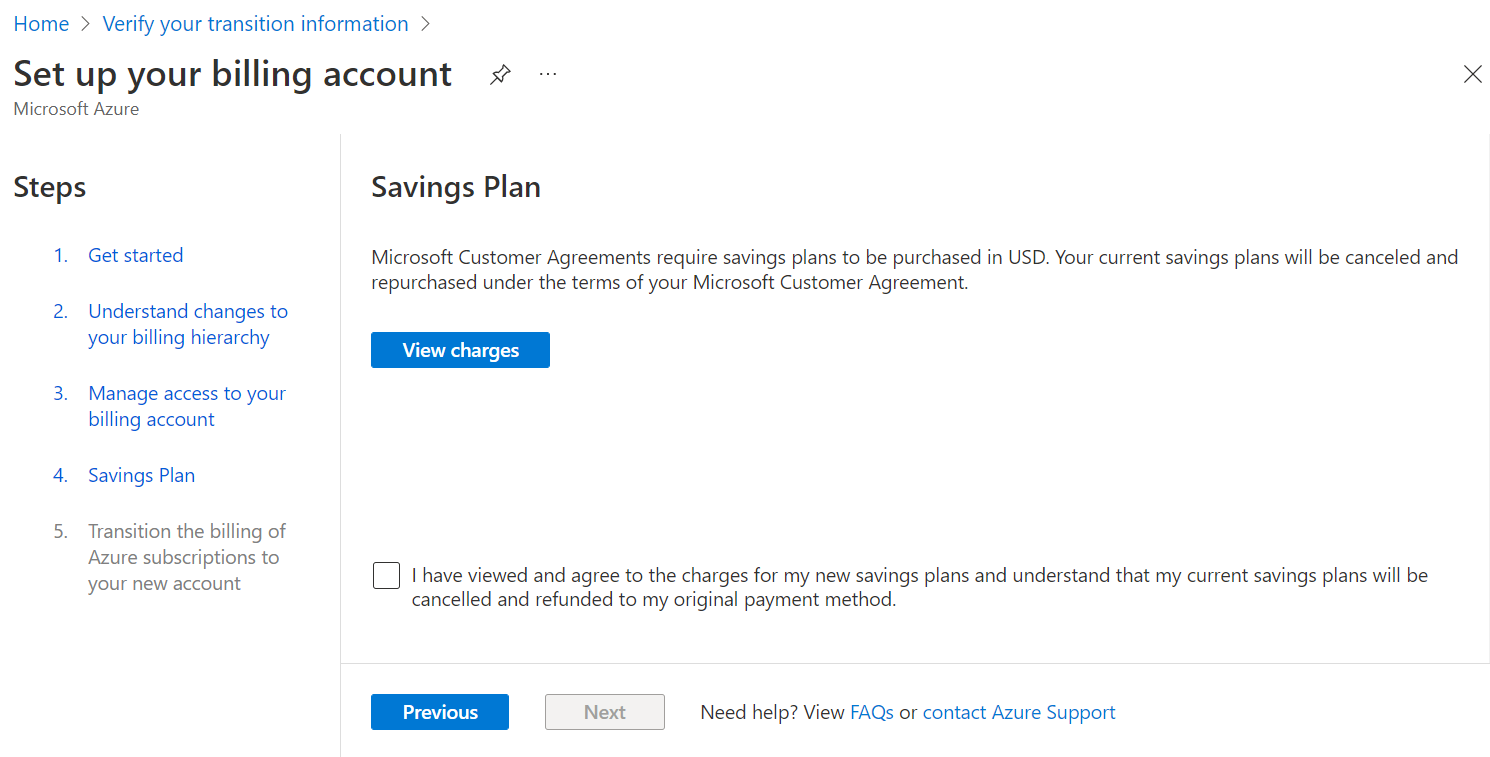 Home > Verify your transition information >
Set up your billing account ...
Microsoft Azure
Steps
1. Get started
2. Understand changes to
your billing hierarchy
3. Manage access to your
billing account
4. Savings Plan
5. Transition the billing of
Azure subscriptions to
your new account
Savings Plan
Microsoft Customer Agreements require savings plans to be purchased in USD. Your current savings plans will be canceled and
repurchased under the terms of your Microsoft Customer Agreement.
View charges
I have viewed and agree to the charges for my new savings plans and understand that my current savings plans will be
cancelled and refunded to my original payment method.
Previous
Next
Need help? View FAQs or contact Azure Support